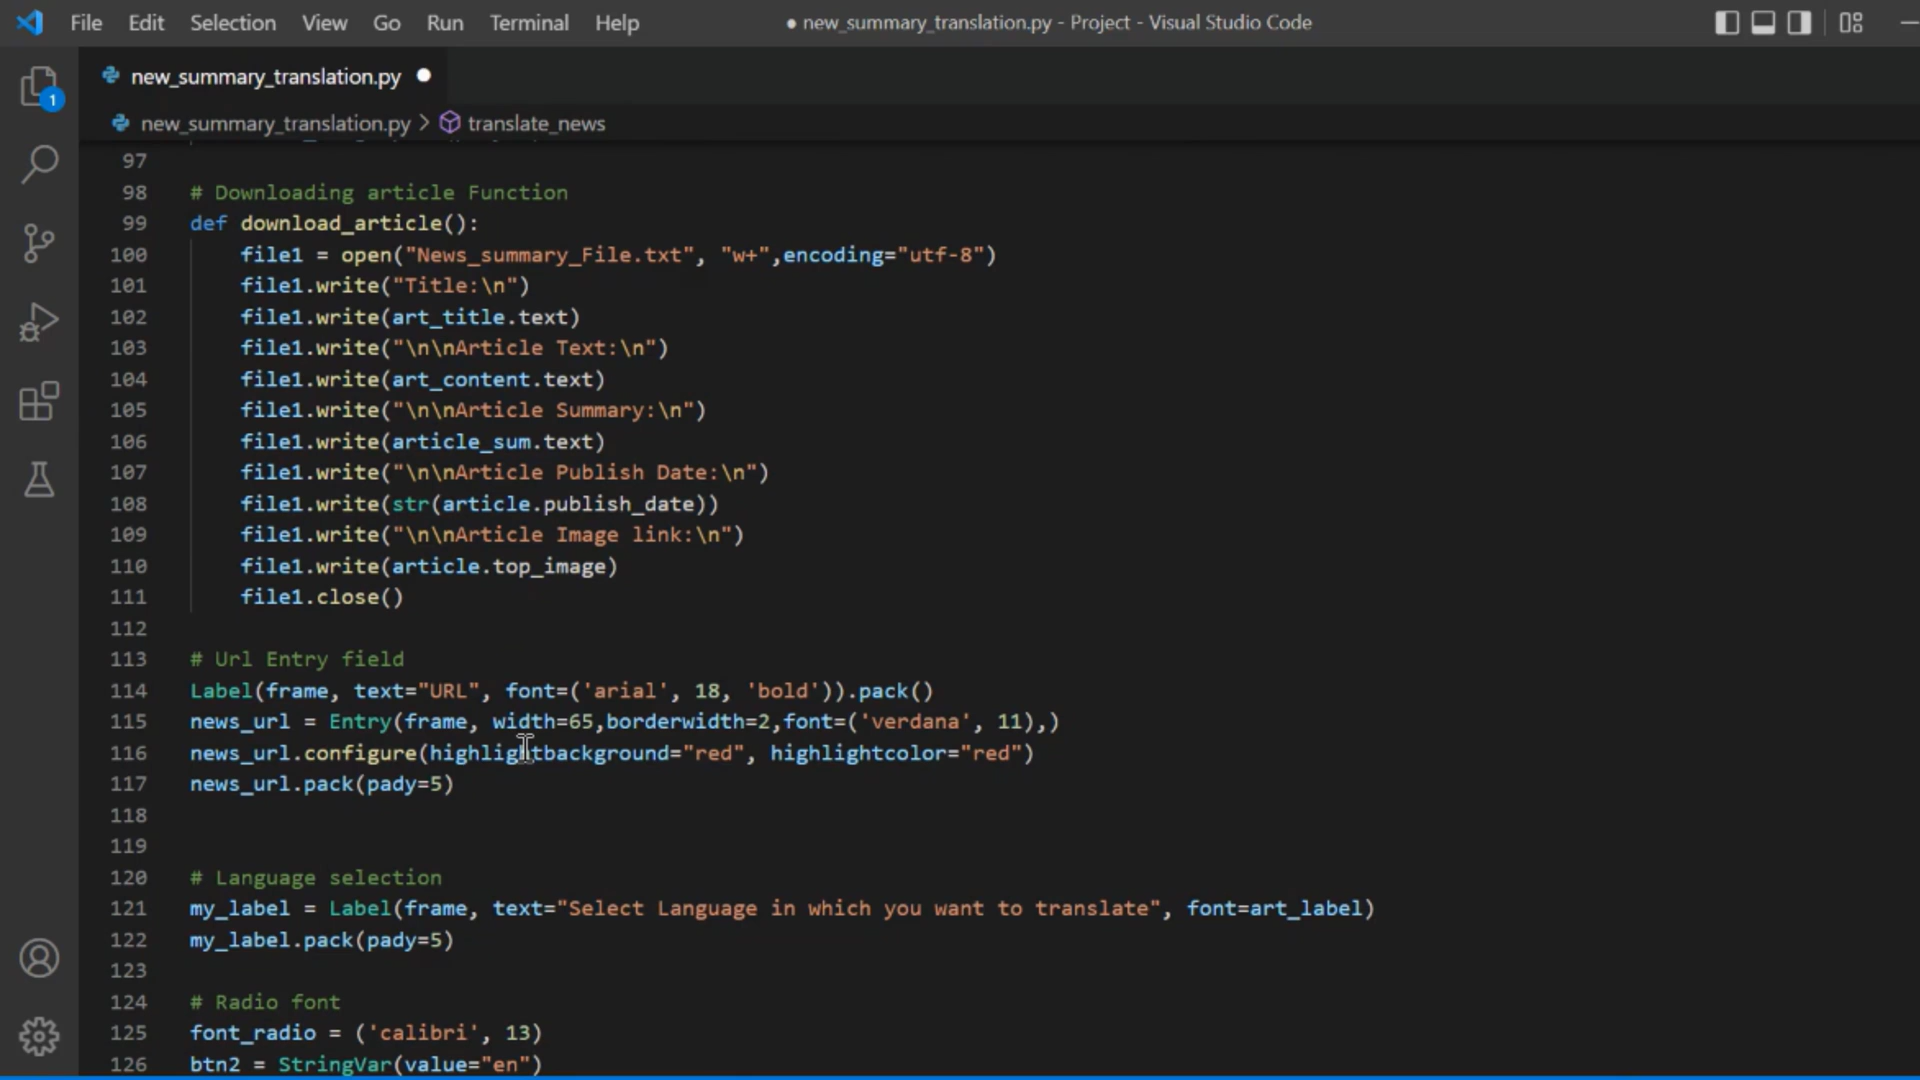 File Edit Selection View Go Run Terminal Help ● new_summary_translation.py - Project - Visual Studio Code
new_summary_translation.py ●
new_summary_translation.py > translate_news
1
97
98 # Downloading article Function
99 def download_article():
100 file1 = open("News_summary_File.txt", "w+",encoding="utf-8")
101 file1.write("Title:\n")
102 file1.write(art_title.text)
103 file1.write("\n\nArticle Text:\n")
104 file1.write(art_content.text)
105 file1.write("\n\nArticle Summary:\n")
106 file1.write(article_sum.text)
107 file1.write("\n\nArticle Publish Date:\n")
108 file1.write(str(article.publish_date))
109 file1.write("\n\nArticle Image link:\n")
110 file1.write(article.top_image)
111 file1.close()
112
113 # Url Entry field
114 Label(frame, text="URL", font=('arial', 18, 'bold')).pack()
115 news_url = Entry(frame, width=65,borderwidth=2,font=('verdana', 11),)
116 news_url.configure(highlightbackground="red", highlightcolor="red")
117 news_url.pack(pady=5)
118
119
120 # Language selection
121 my_label = Label(frame, text="Select Language in which you want to translate", font=art_label)
122 my_label.pack(pady=5)
123
124 # Radio font
125 font_radio = ('calibri', 13)
126 btn2 = StringVar(value="en")